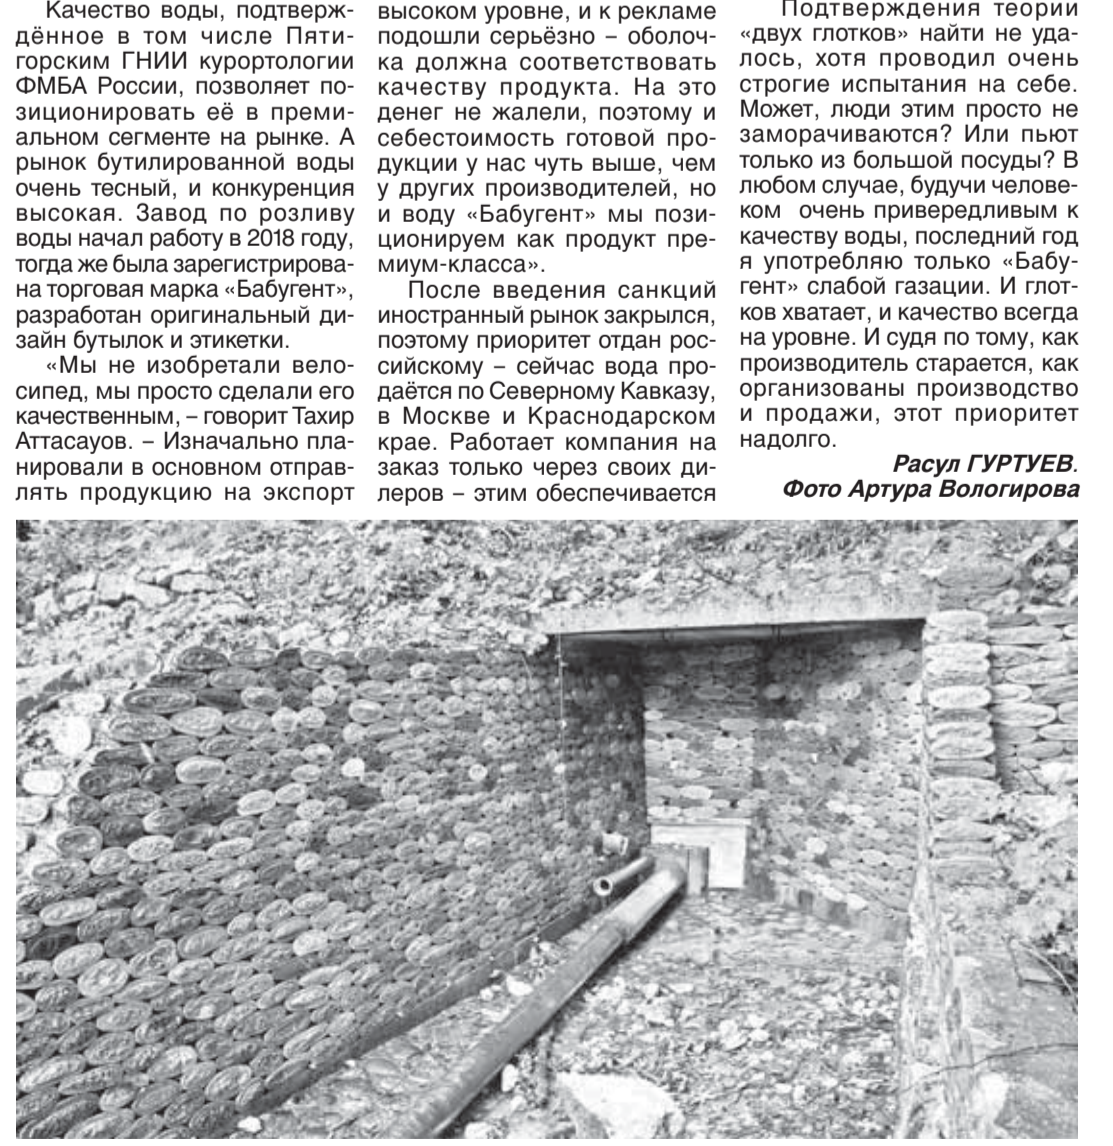 Качество воды, подтверж-
дённое в том числе Пяти-
горским ГНИИ курортологии
ФМБА России, позволяет по-
зиционировать её в преми-
альном сегменте на рынке. А
рынок бутилированной воды
очень тесный, и конкуренция
высокая. Завод по розливу
воды начал работу в 2018 году,
тогда же была зарегистрирова-
на торговая марка «Бабугент»,
разработан оригинальный ди-
зайн бутылок и этикетки.
«Мы не изобретали вело-
сипед, мы просто сделали его
качественным, – говорит Тахир
Аттасауов. – Изначально пла-
нировали в основном отправ-
лять продукцию на экспорт
высоком уровне, и к рекламе
подошли серьёзно – оболоч-
ка должна соответствовать
качеству продукта. На это
денег не жалели, поэтому и
себестоимость готовой про-
дукции у нас чуть выше, чем
у других производителей, но
и воду «Бабугент» мы пози-
ционируем как продукт пре-
миум-класса».
После введения санкций
иностранный рынок закрылся,
поэтому приоритет отдан рос-
сийскому – сейчас вода про-
даётся по Северному Кавказу,
в Москве и Краснодарском
крае. Работает компания на
заказ только через своих ди-
леров – этим обеспечивается
Подтверждения теории
«двух глотков» найти не уда-
лось, хотя проводил очень
строгие испытания на себе.
Может, люди этим просто не
заморачиваются? Или пьют
только из большой посуды? В
любом случае, будучи челове-
ком очень привередливым к
качеству воды, последний год
я употребляю только «Бабу-
гент» слабой газации. И глот-
ков хватает, и качество всегда
на уровне. И судя по тому, как
производитель старается, как
организованы производство
и продажи, этот приоритет
надолго.
Расул ГУРТУЕВ.
Фото Артура Вологирова